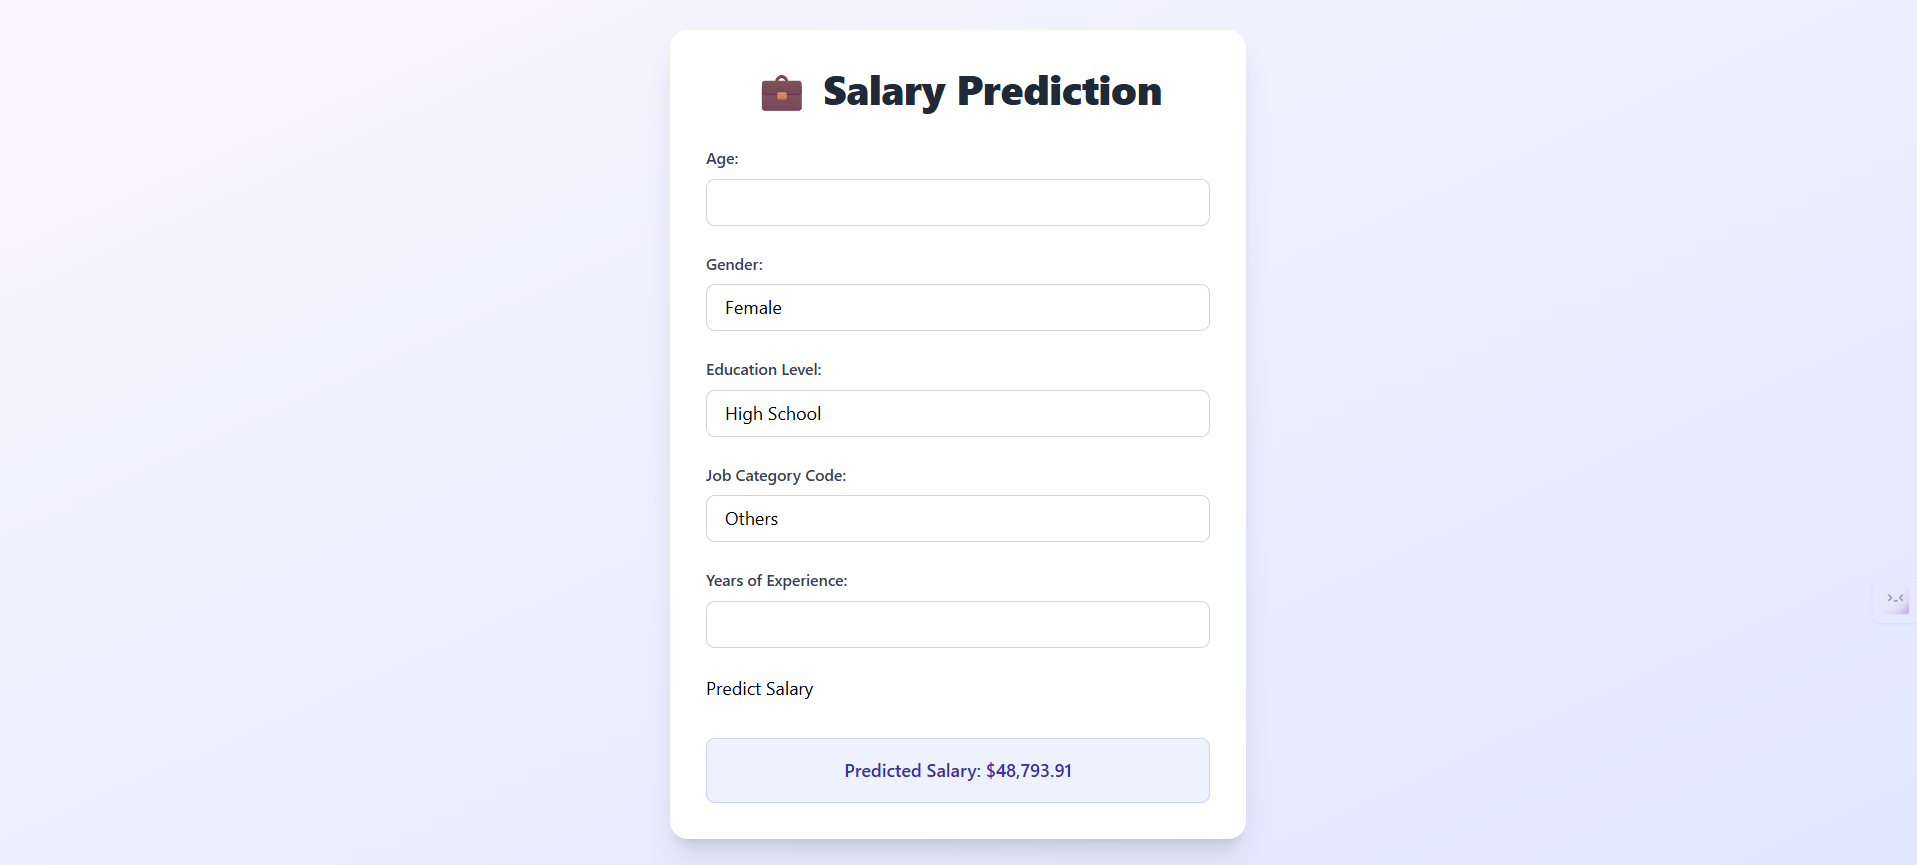 Salary Prediction
Age:
Gender:
Female
Education Level:
High School
Job Category Code:
Others
Years of Experience:
Predict Salary
Predicted Salary: $48,793.91